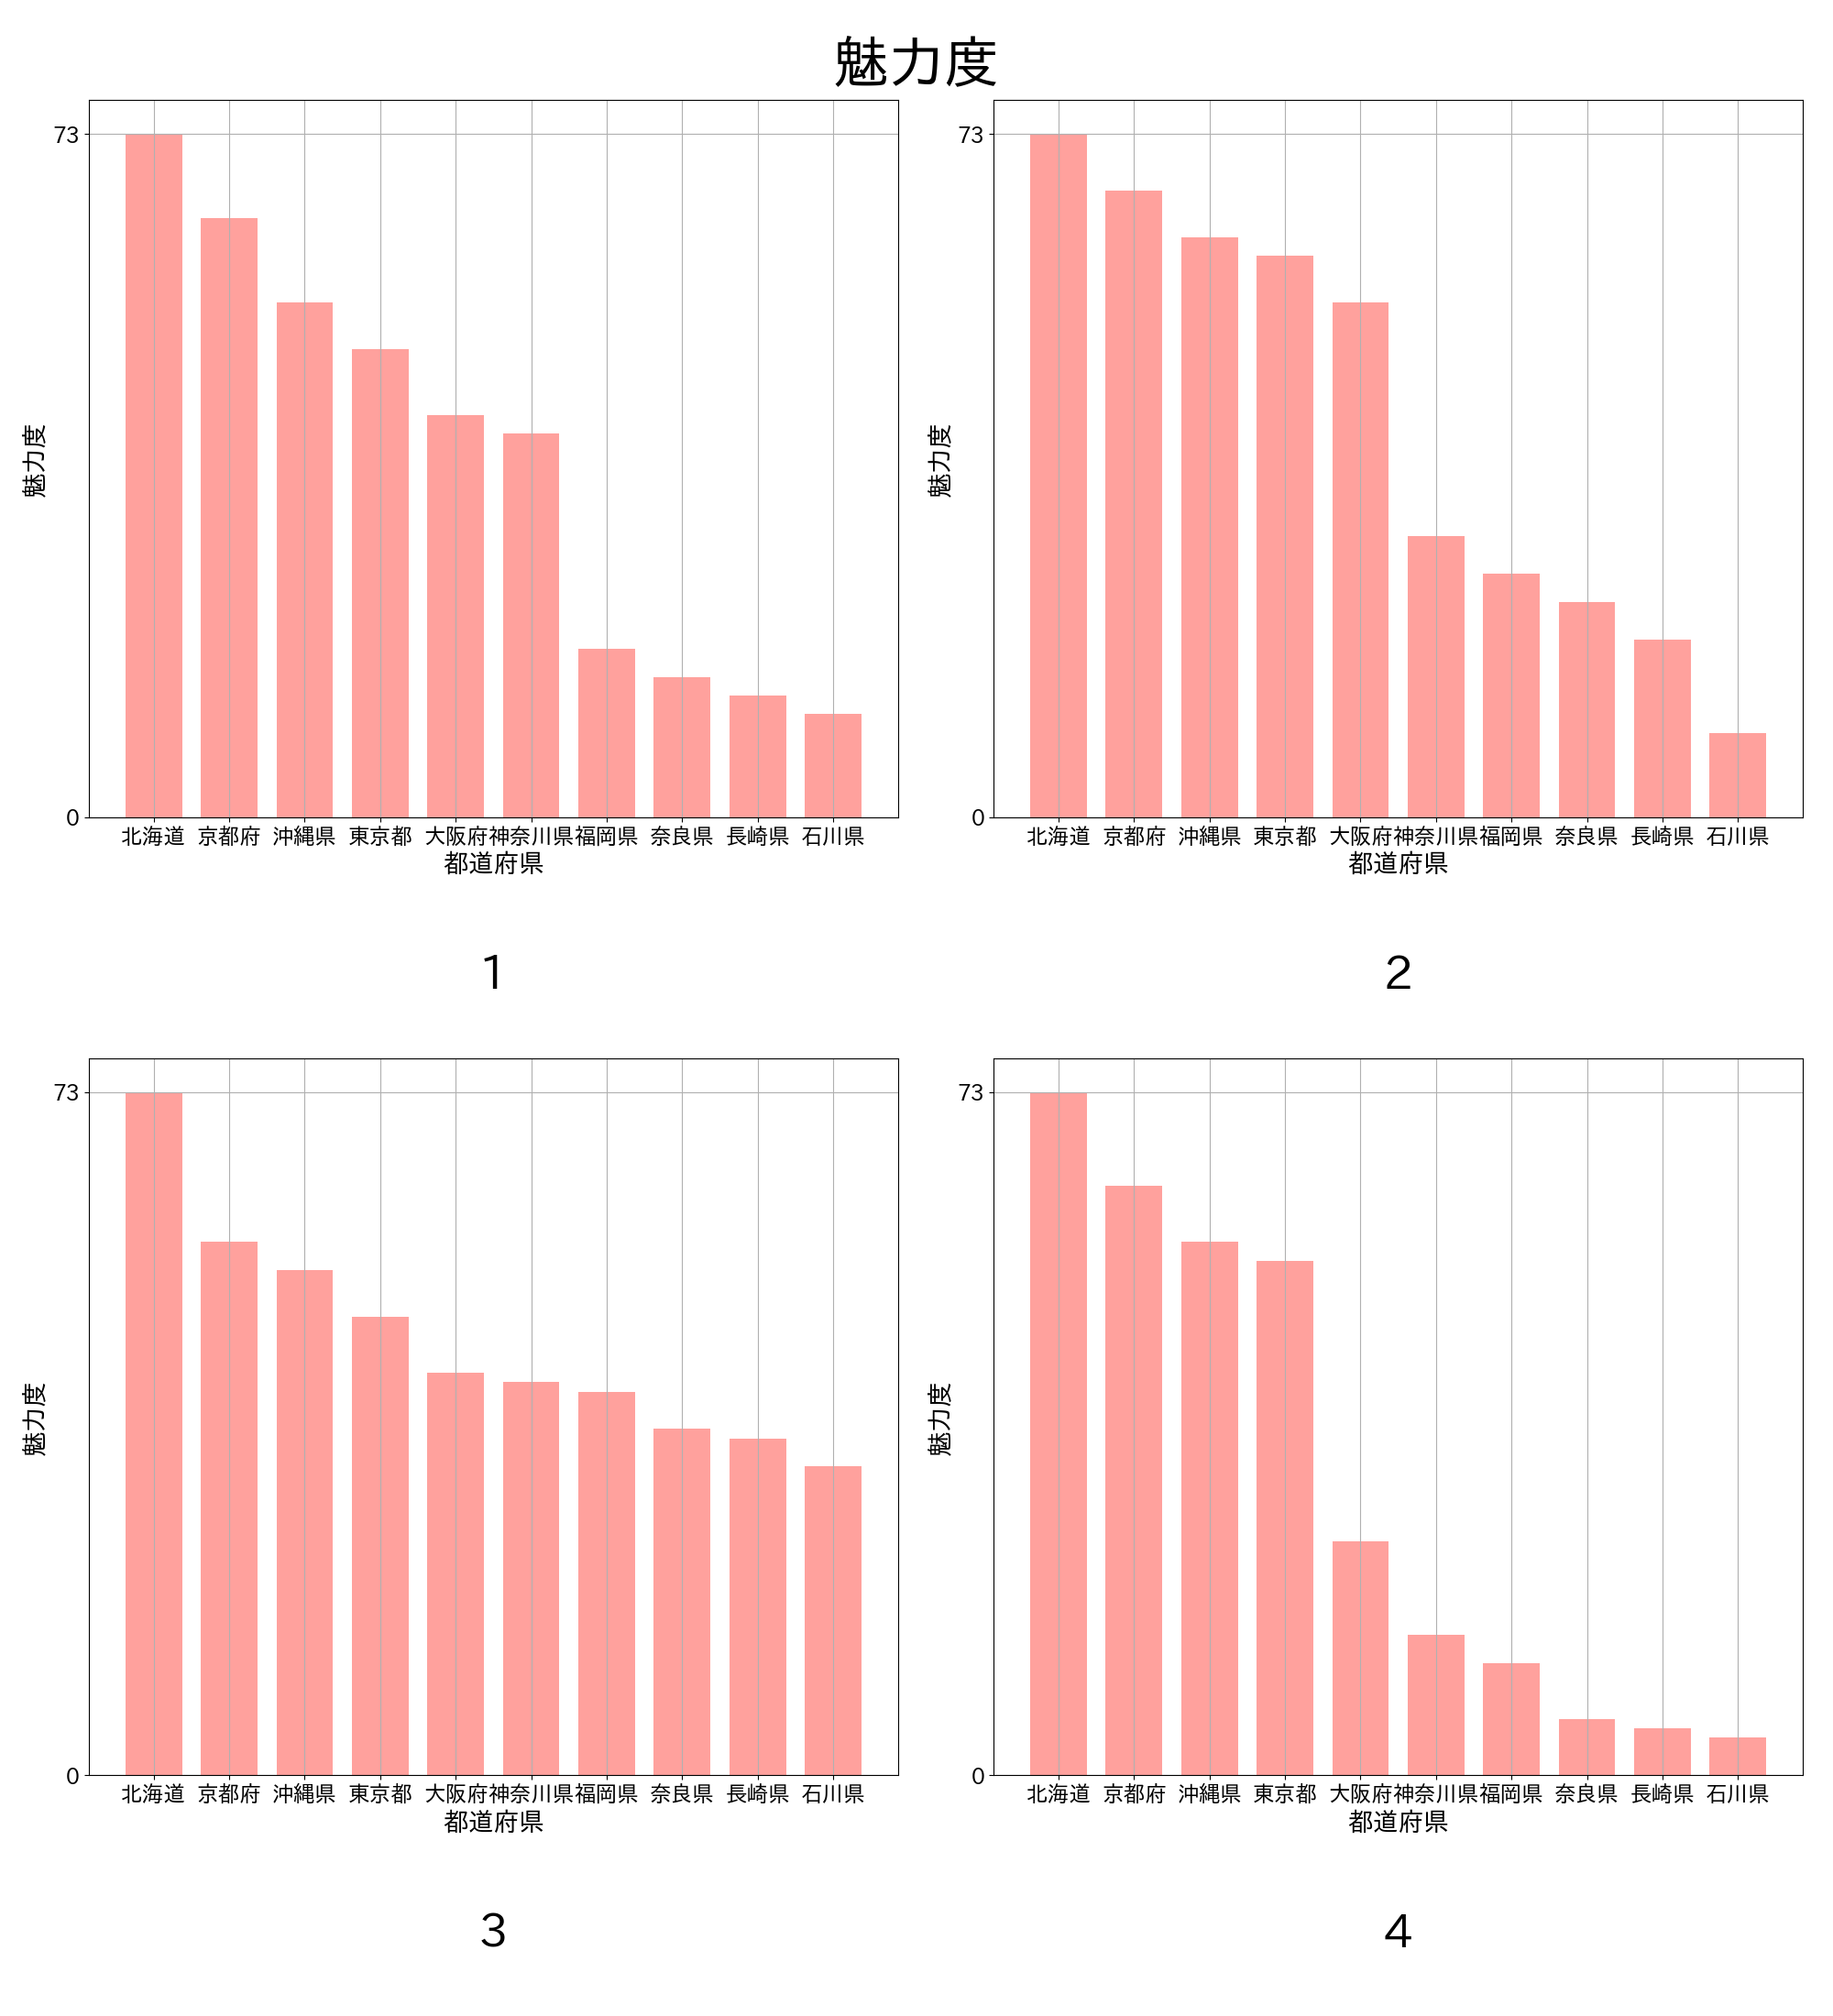 魅力度
73
0
魅力度
北海道 京都府 沖縄県 東京都 大阪府 神奈川県 福岡県 奈良県 長崎県 石川県
都道府県
1
73
0
魅力度
北海道 京都府 沖縄県 東京都 大阪府 神奈川県 福岡県 奈良県 長崎県 石川県
都道府県
2
73
0
魅力度
北海道 京都府 沖縄県 東京都 大阪府 神奈川県 福岡県 奈良県 長崎県 石川県
都道府県
3
73
0
魅力度
北海道 京都府 沖縄県 東京都 大阪府 神奈川県 福岡県 奈良県 長崎県 石川県
都道府県
4